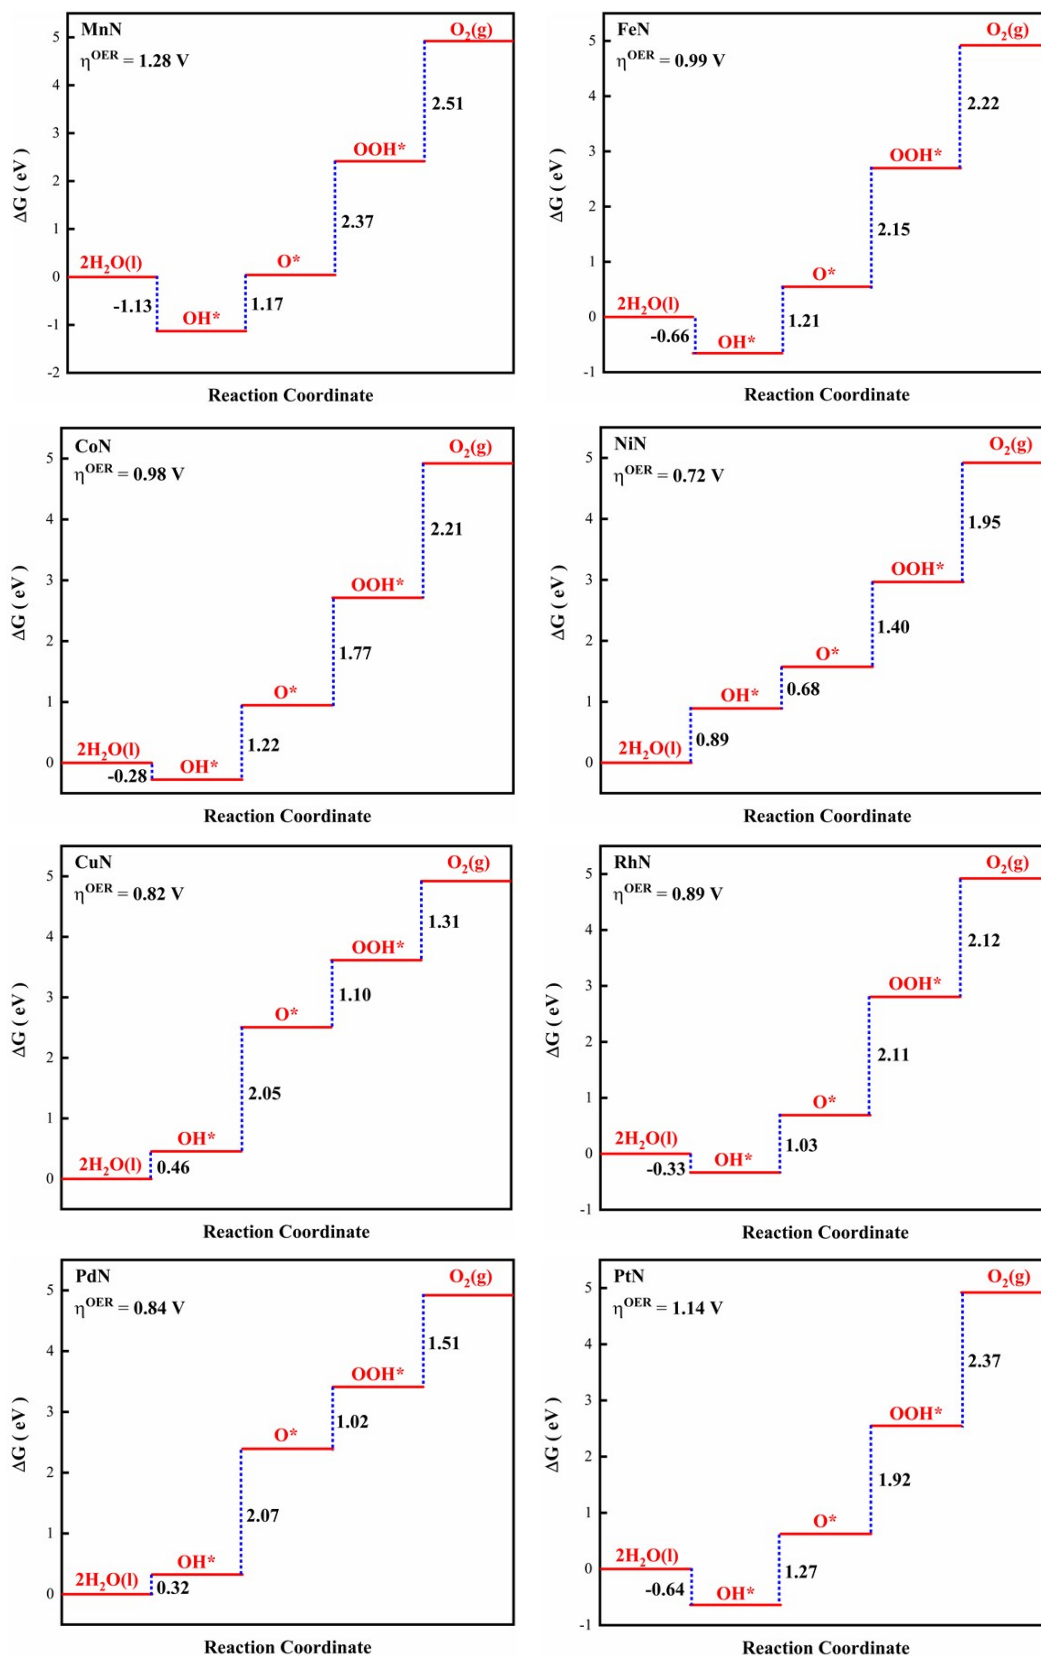 MnN
η^OER = 1.28 V
O₂(g)
2.51
OOH*
2.37
O*
2H₂O(l)
-1.13
1.17
OH*
5
4
3
2
1
0
-1
-2
ΔG ( eV)
Reaction Coordinate
FeN
η^OER = 0.99 V
O₂(g)
2.22
OOH*
2.15
O*
2H₂O(l)
-0.66
1.21
OH*
5
4
3
2
1
0
-1
ΔG ( eV)
Reaction Coordinate
CoN
η^OER = 0.98 V
O₂(g)
2.21
OOH*
1.77
O*
2H₂O(l)
1.22
-0.28
OH*
5
4
3
2
1
0
ΔG ( eV)
Reaction Coordinate
NiN
η^OER = 0.72 V
O₂(g)
1.95
OOH*
1.40
O*
0.68
OH*
0.89
2H₂O(l)
5
4
3
2
1
0
ΔG ( eV)
Reaction Coordinate
CuN
η^OER = 0.82 V
O₂(g)
1.31
OOH*
1.10
O*
2.05
OH*
2H₂O(l)
0.46
5
4
3
2
1
0
ΔG ( eV)
Reaction Coordinate
RhN
η^OER = 0.89 V
O₂(g)
2.12
OOH*
2.11
O*
2H₂O(l)
1.03
-0.33
OH*
5
4
3
2
1
0
-1
ΔG ( eV)
Reaction Coordinate
PdN
η^OER = 0.84 V
O₂(g)
1.51
OOH*
1.02
O*
2.07
OH*
2H₂O(l)
0.32
5
4
3
2
1
0
ΔG ( eV)
Reaction Coordinate
PtN
η^OER = 1.14 V
O₂(g)
2.37
OOH*
1.92
O*
2H₂O(l)
1.27
-0.64
OH*
5
4
3
2
1
0
-1
ΔG ( eV)
Reaction Coordinate